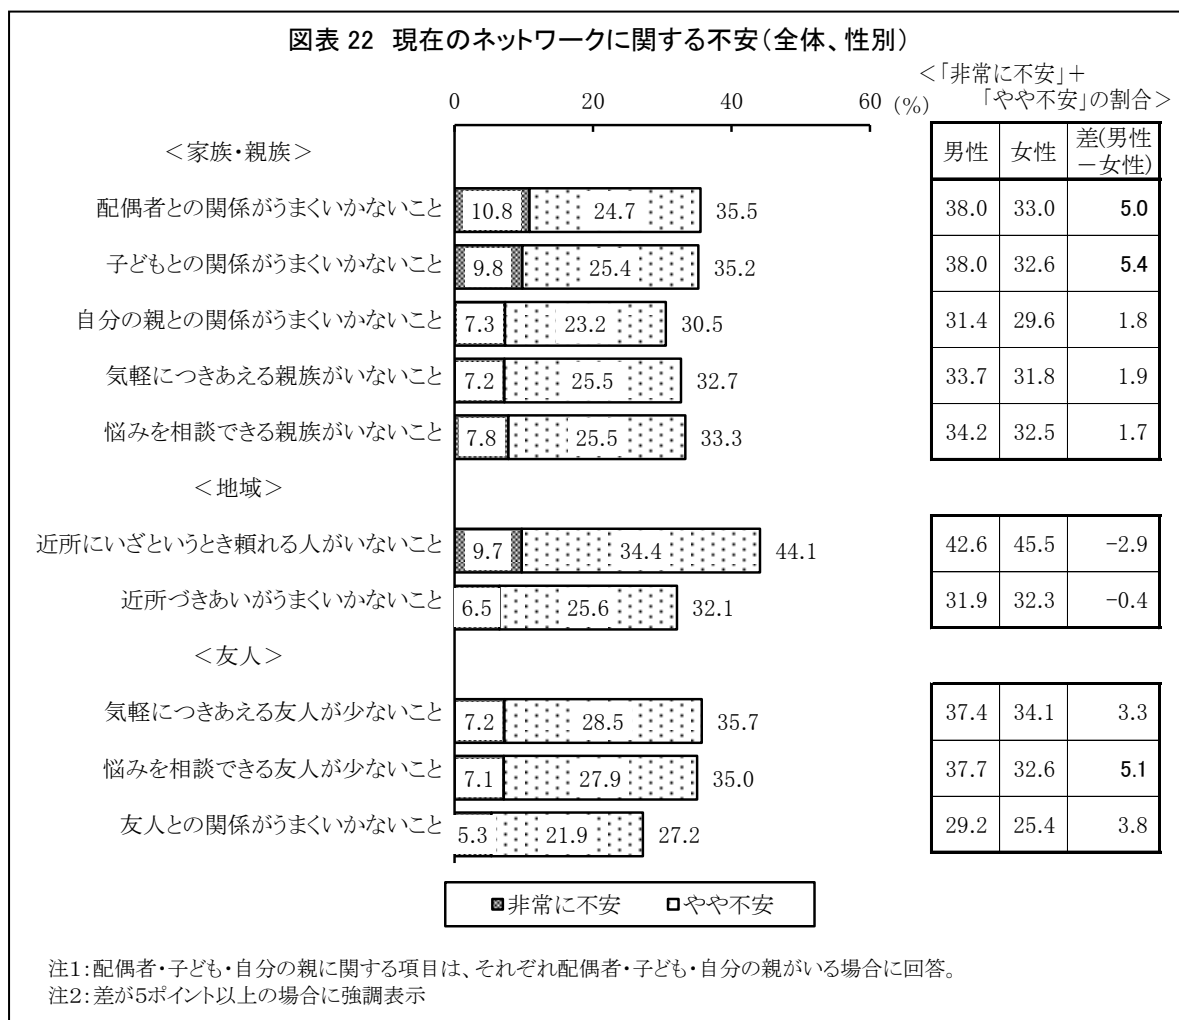 図表 22 現在のネットワークに関する不安(全体、性別)
＜「非常に不安」＋
「やや不安」の割合＞
0 20 40 60 (%)
男性 女性 差(男性－女性)
＜家族・親族＞
配偶者との関係がうまくいかないこと 10.8 24.7 35.5 38.0 33.0 5.0
子どもとの関係がうまくいかないこと 9.8 25.4 35.2 38.0 32.6 5.4
自分の親との関係がうまくいかないこと 7.3 23.2 30.5 31.4 29.6 1.8
気軽につきあえる親族がいないこと 7.2 25.5 32.7 33.7 31.8 1.9
悩みを相談できる親族がいないこと 7.8 25.5 33.3 34.2 32.5 1.7
＜地域＞
近所にいざというとき頼れる人がいないこと 9.7 34.4 44.1 42.6 45.5 -2.9
近所づきあいがうまくいかないこと 6.5 25.6 32.1 31.9 32.3 -0.4
＜友人＞
気軽につきあえる友人が少ないこと 7.2 28.5 35.7 37.4 34.1 3.3
悩みを相談できる友人が少ないこと 7.1 27.9 35.0 37.7 32.6 5.1
友人との関係がうまくいかないこと 5.3 21.9 27.2 29.2 25.4 3.8
非常に不安 やや不安
注1：配偶者・子ども・自分の親に関する項目は、それぞれ配偶者・子ども・自分の親がいる場合に回答。
注2：差が5ポイント以上の場合に強調表示